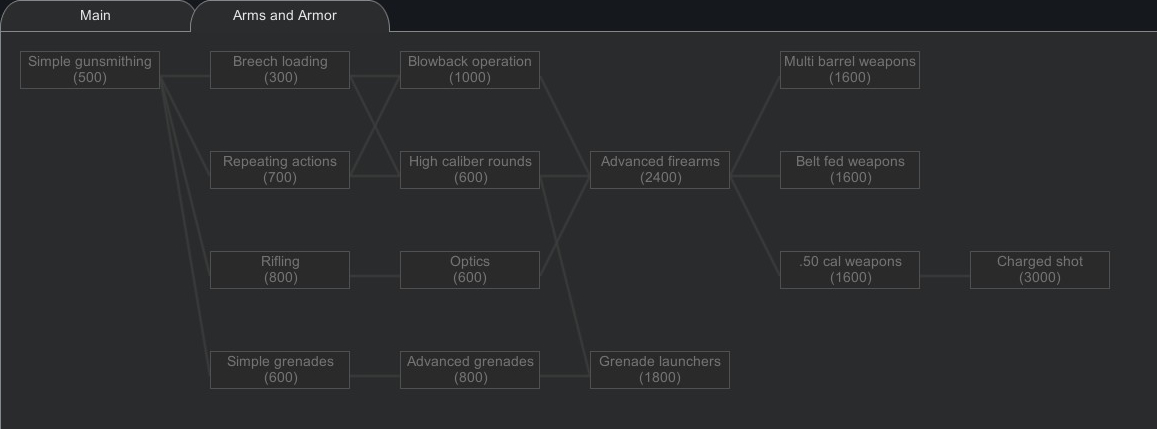 Main
Arms and Armor
Simple gunsmithing
(500)
Breech loading
(300)
Blowback operation
(1000)
Multi barrel weapons
(1600)
Repeating actions
(700)
High caliber rounds
(600)
Advanced firearms
(2400)
Belt fed weapons
(1600)
Rifling
(800)
Optics
(600)
.50 cal weapons
(1600)
Charged shot
(3000)
Simple grenades
(600)
Advanced grenades
(800)
Grenade launchers
(1800)